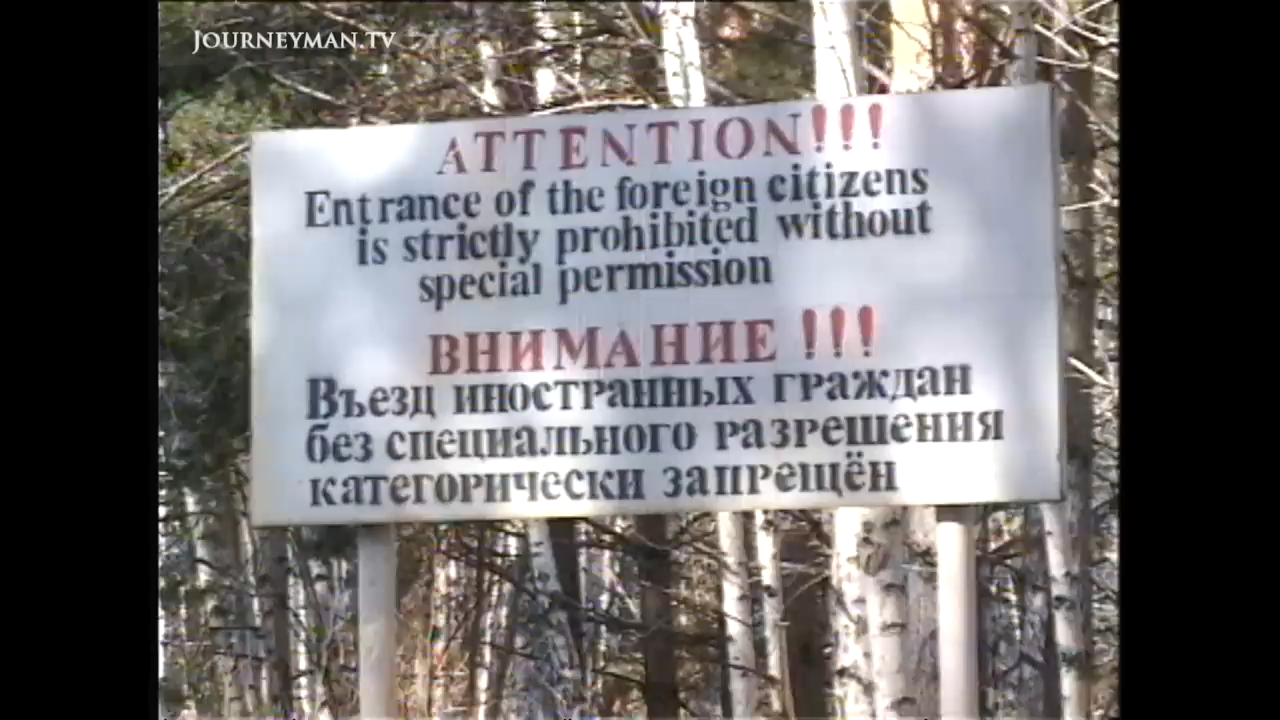 JOURNEYMAN.TV
ATTENTION!!!
Entrance of the foreign citizens
is strictly prohibited without
special permission
ВНИМАНИЕ !!!
Въезд иностранных граждан
без специального разрешения
категорически запрещён